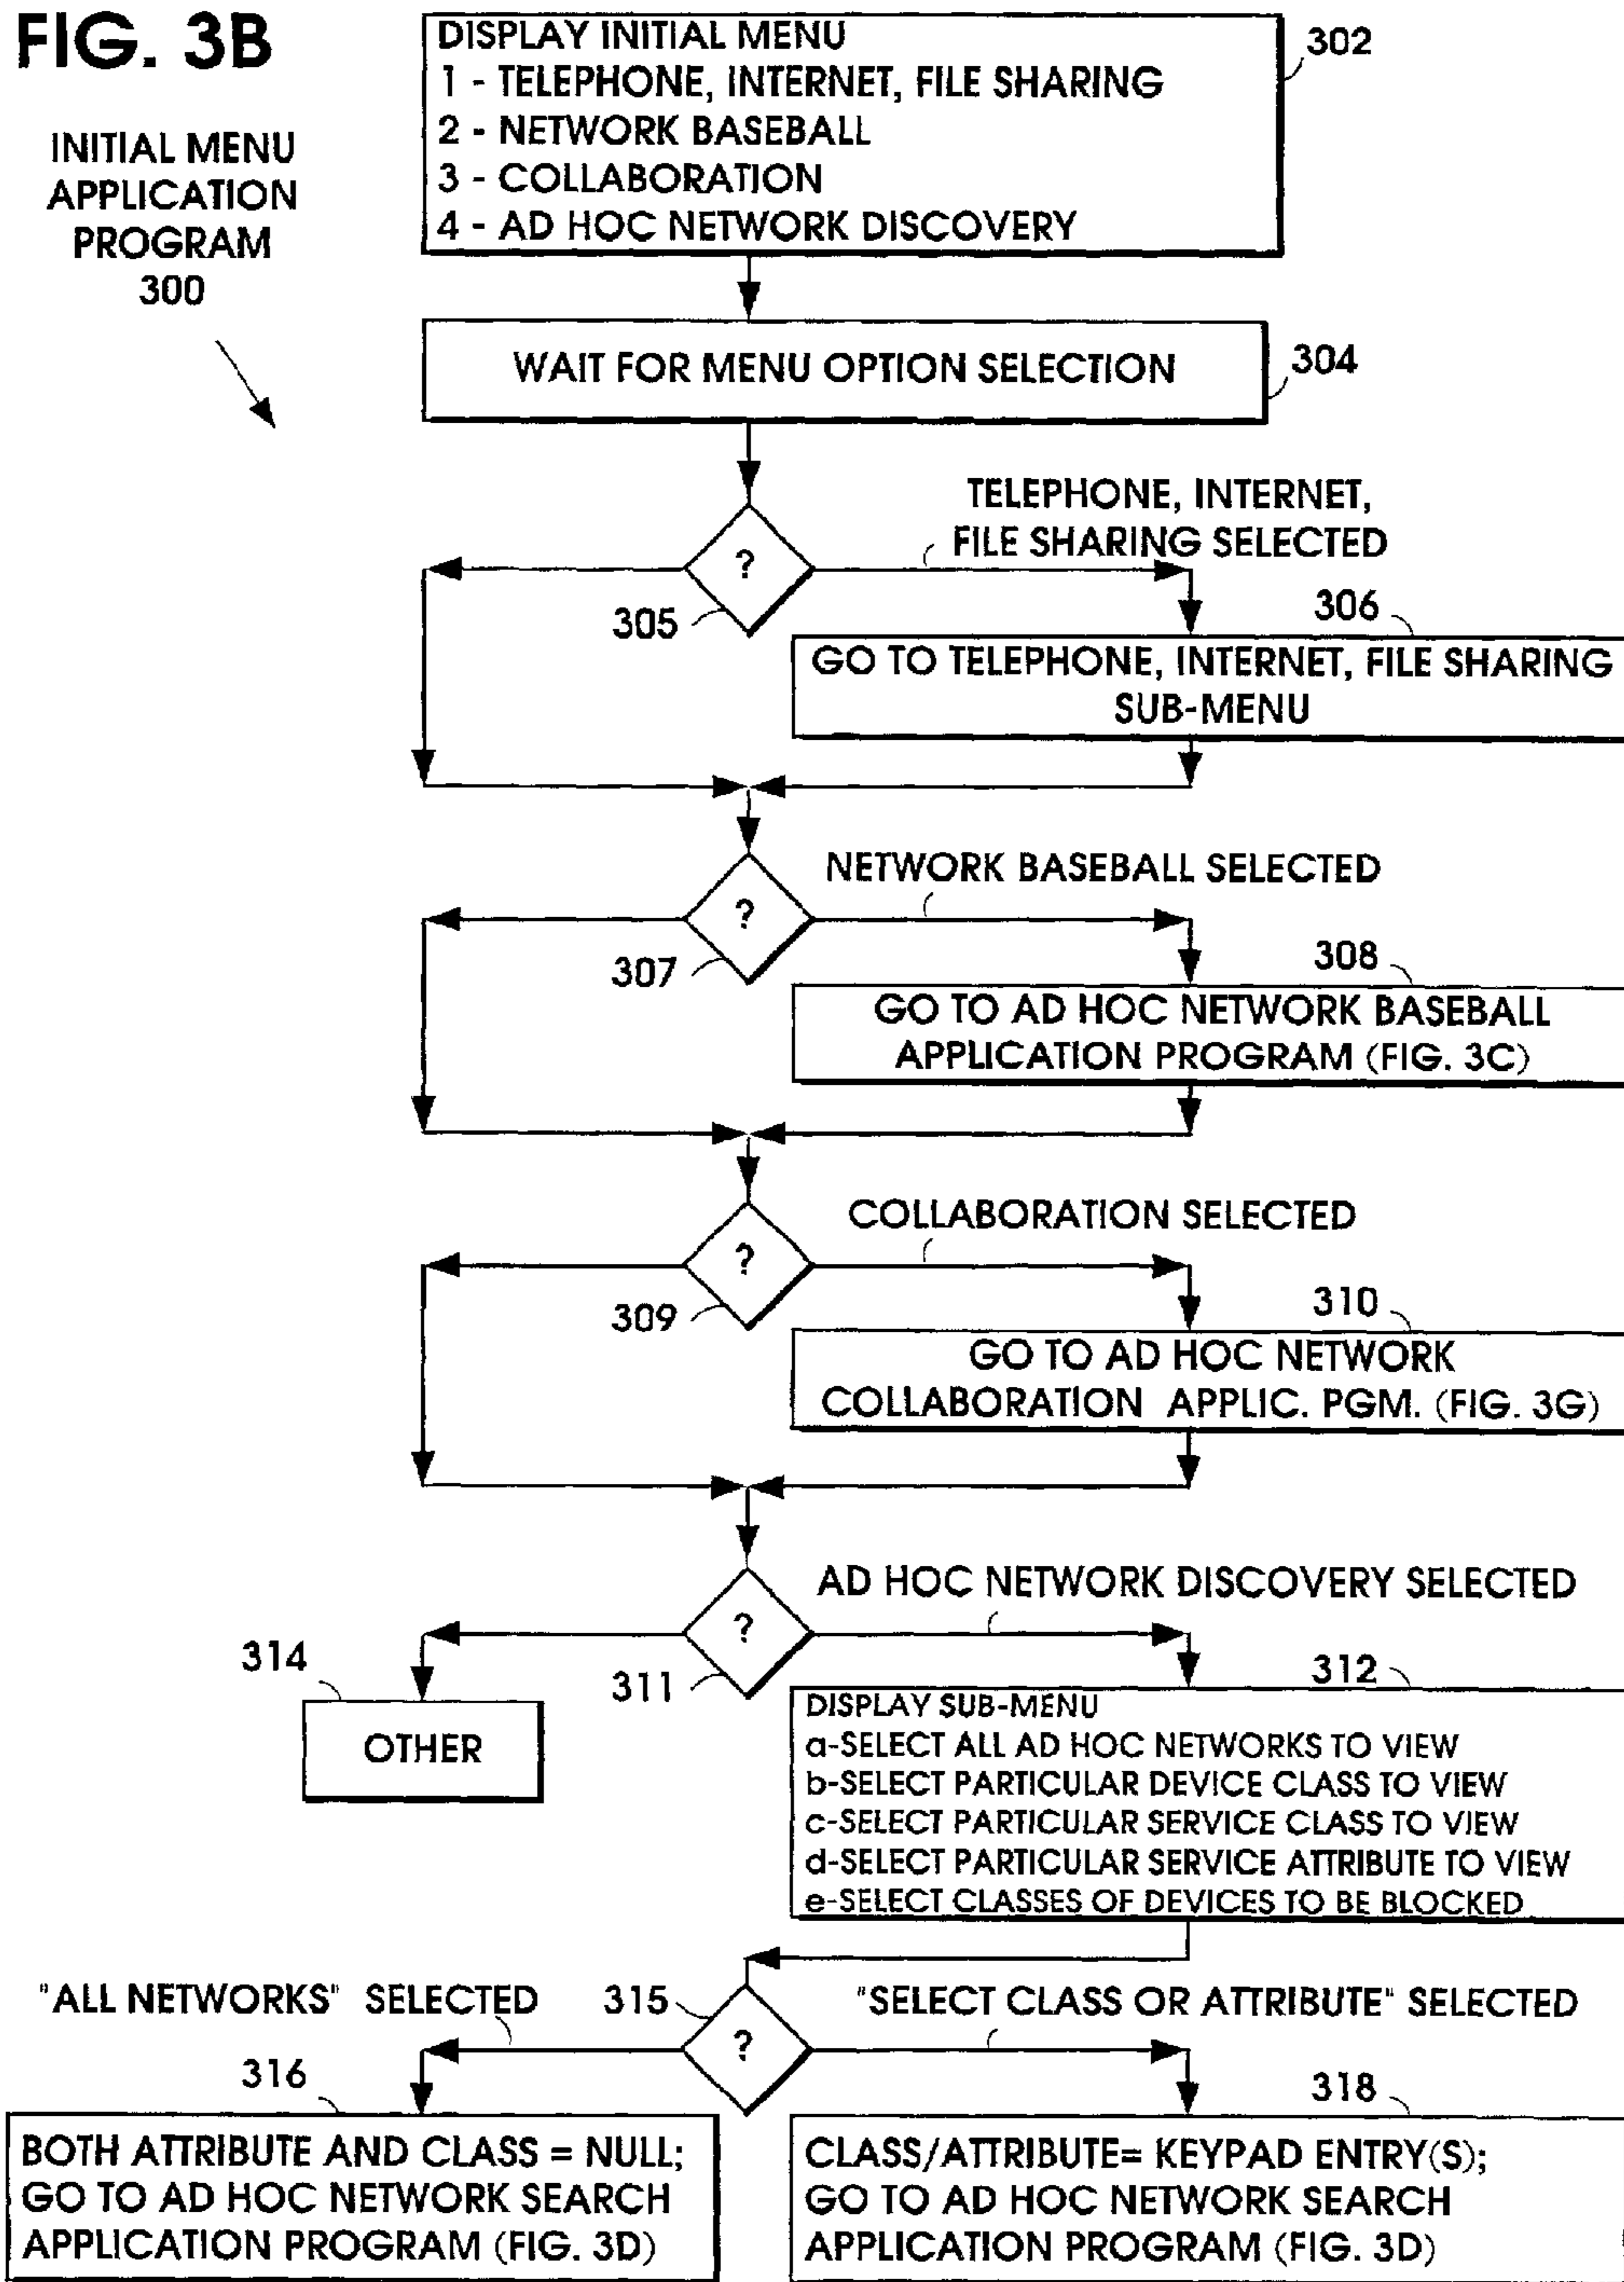 FIG. 3B
INITIAL MENU
APPLICATION
PROGRAM
300
DISPLAY INITIAL MENU
1 - TELEPHONE, INTERNET, FILE SHARING
2 - NETWORK BASEBALL
3 - COLLABORATION
4 - AD HOC NETWORK DISCOVERY
302
WAIT FOR MENU OPTION SELECTION
304
TELEPHONE, INTERNET,
FILE SHARING SELECTED
?
305
306
GO TO TELEPHONE, INTERNET, FILE SHARING
SUB-MENU
NETWORK BASEBALL SELECTED
?
307
308
GO TO AD HOC NETWORK BASEBALL
APPLICATION PROGRAM (FIG. 3C)
COLLABORATION SELECTED
?
309
310
GO TO AD HOC NETWORK
COLLABORATION APPLIC. PGM. (FIG. 3G)
AD HOC NETWORK DISCOVERY SELECTED
?
311
314
OTHER
312
DISPLAY SUB-MENU
a-SELECT ALL AD HOC NETWORKS TO VIEW
b-SELECT PARTICULAR DEVICE CLASS TO VIEW
c-SELECT PARTICULAR SERVICE CLASS TO VIEW
d-SELECT PARTICULAR SERVICE ATTRIBUTE TO VIEW
e-SELECT CLASSES OF DEVICES TO BE BLOCKED
"ALL NETWORKS" SELECTED
315
"SELECT CLASS OR ATTRIBUTE" SELECTED
?
316
BOTH ATTRIBUTE AND CLASS = NULL;
GO TO AD HOC NETWORK SEARCH
APPLICATION PROGRAM (FIG. 3D)
318
CLASS/ATTRIBUTE= KEYPAD ENTRY(S);
GO TO AD HOC NETWORK SEARCH
APPLICATION PROGRAM (FIG. 3D)